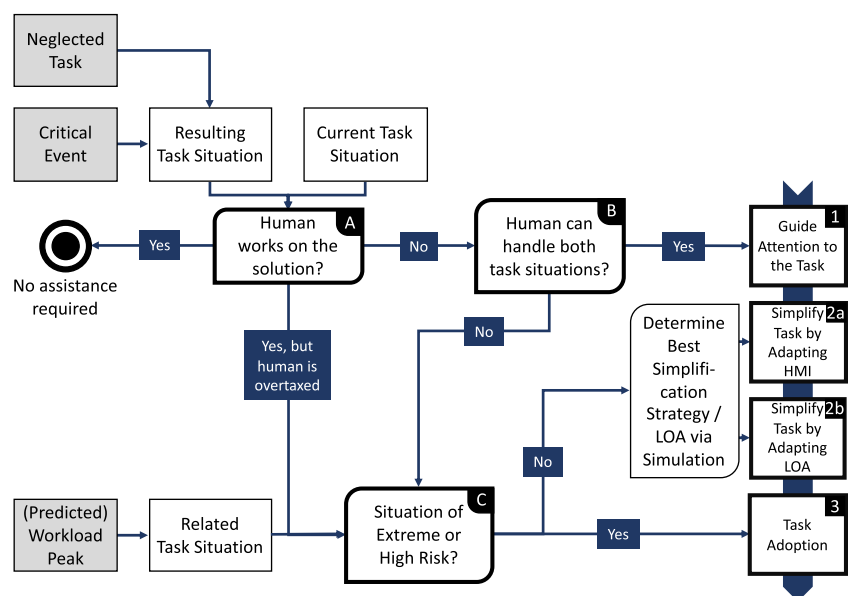 Neglected
Task
Critical
Event
Resulting
Task Situation
Current Task
Situation
A
Human
works on the
solution?
Yes
No assistance
required
No
B
Human can
handle both
task situations?
Yes
1
Guide
Attention to
the Task
No
Yes, but
human is
overtaxed
Determine
Best
Simplifi-
cation
Strategy /
LOA via
Simulation
2a
Simplify
Task by
Adapting
HMI
2b
Simplify
Task by
Adapting
LOA
No
(Predicted)
Workload
Peak
Related
Task Situation
C
Situation of
Extreme or
High Risk?
Yes
3
Task
Adoption